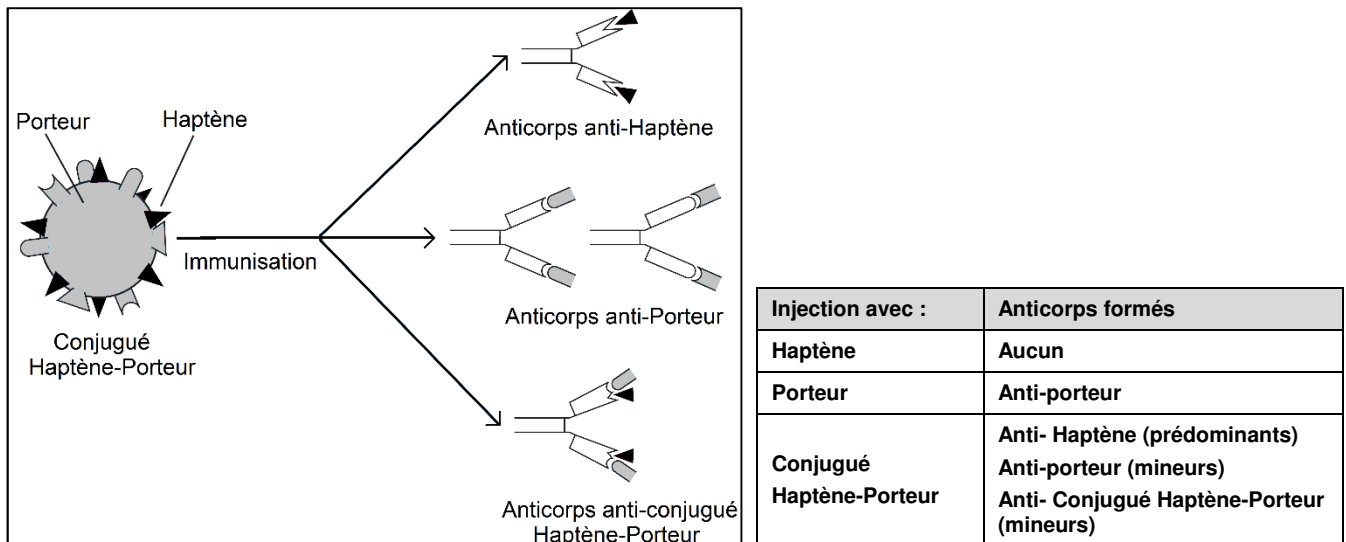 Porteur
Haptène
Conjugué
Haptène-Porteur
Immunisation
Anticorps anti-Haptène
Anticorps anti-Porteur
Anticorps anti-conjugué
Haptène-Porteur
Injection avec :
Anticorps formés
Haptène
Aucun
Porteur
Anti-porteur
Conjugué
Haptène-Porteur
Anti- Haptène (prédominants)
Anti-porteur (mineurs)
Anti- Conjugué Haptène-Porteur
(mineurs)